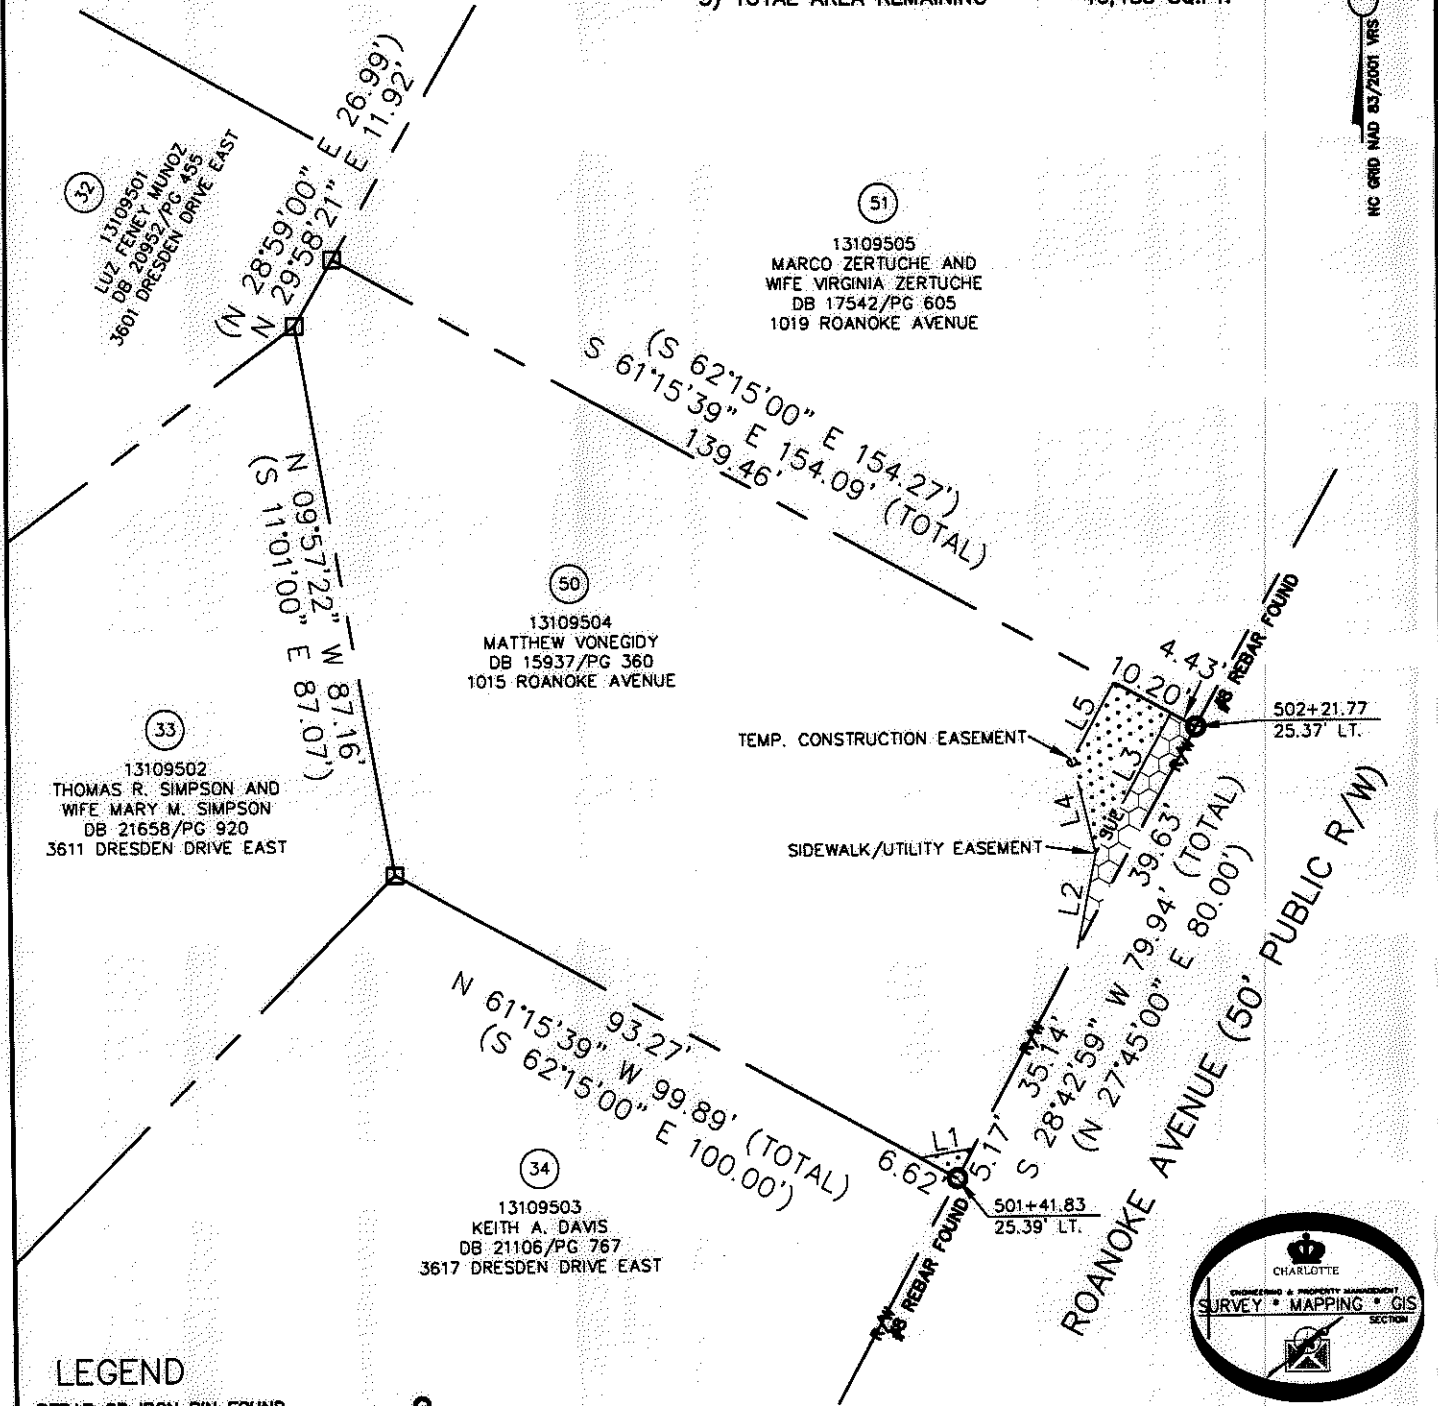 3) TOTAL AREA REMAINING
NC GRID NAD 83/2001 VRS
(N 28°59'00" E 26.99')
N 29°58'21" E 11.92'
32
13109501
LUZ FENEY MUNOZ
DB 20952/PG 455
3601 DRESDEN DRIVE EAST
51
13109505
MARCO ZERTUCHE AND
WIFE VIRGINIA ZERTUCHE
DB 17542/PG 605
1019 ROANOKE AVENUE
(S 62°15'00" E 154.27')
S 61°15'39" E 154.09' (TOTAL)
139.46'
N 09°57'22" W 87.16'
(S 11°01'00" E 87.07')
50
13109504
MATTHEW VONEGIDY
DB 15937/PG 360
1015 ROANOKE AVENUE
33
13109502
THOMAS R. SIMPSON AND
WIFE MARY M. SIMPSON
DB 21658/PG 920
3611 DRESDEN DRIVE EAST
4.43'
10.20'
#8 REBAR FOUND
502+21.77
25.37' LT.
L5
TEMP. CONSTRUCTION EASEMENT
L3
R/W
L4
SUE
SIDEWALK/UTILITY EASEMENT
L2
39.63'
S 28°42'59" W 79.94' (TOTAL)
(N 27°45'00" E 80.00')
R/W
35.14'
ROANOKE AVENUE (50' PUBLIC R/W)
93.27'
N 61°15'39" W 99.89' (TOTAL)
(S 62°15'00" E 100.00')
L1
6.62'
5.17'
501+41.83
25.39' LT.
R/W
#8 REBAR FOUND
34
13109503
KEITH A. DAVIS
DB 21106/PG 767
3617 DRESDEN DRIVE EAST
CHARLOTTE
ENGINEERING & PROPERTY MANAGEMENT
SURVEY * MAPPING * GIS
SECTION
LEGEND